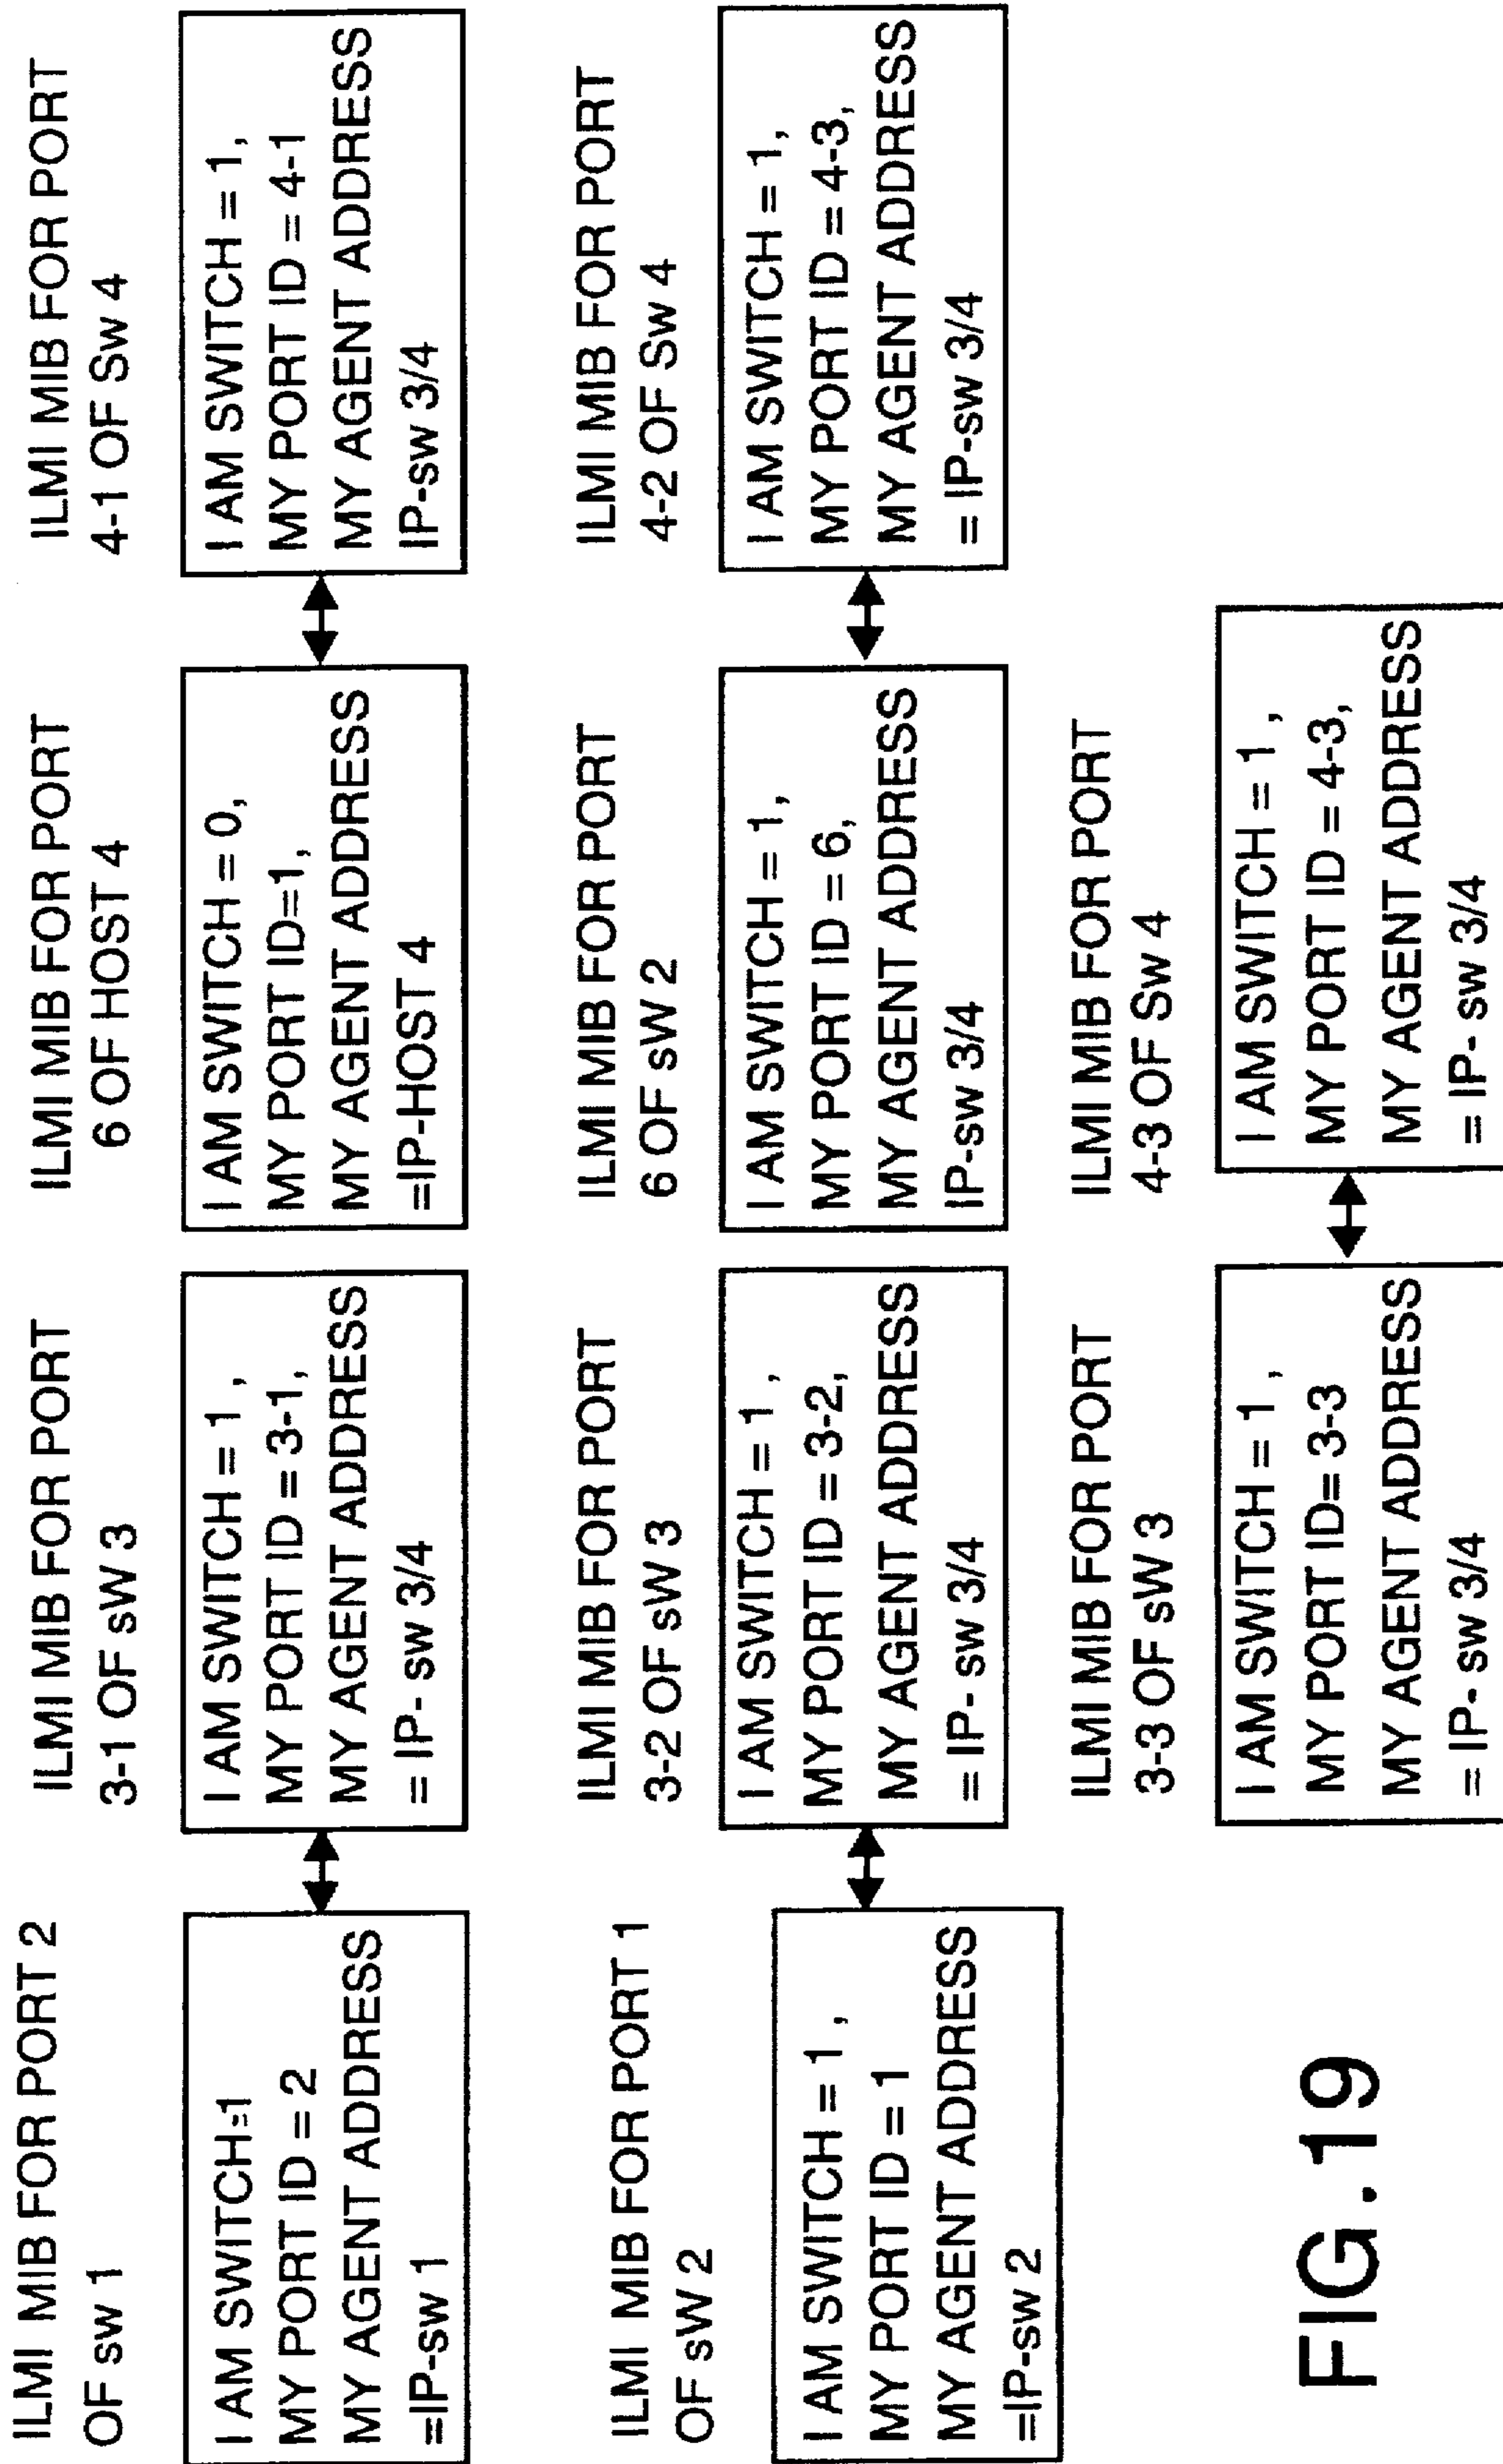 ILMI MIB FOR PORT 2
OF sw 1
I AM SWITCH=1
MY PORT ID = 2
MY AGENT ADDRESS
=IP-sw 1
ILMI MIB FOR PORT
3-1 OF sW 3
I AM SWITCH = 1 ,
MY PORT ID = 3-1,
MY AGENT ADDRESS
= IP- sw 3/4
ILMI MIB FOR PORT
6 OF HOST 4
I AM SWITCH = 0,
MY PORT ID=1,
MY AGENT ADDRESS
=IP-HOST 4
ILMI MIB FOR PORT
4-1 OF Sw 4
I AM SWITCH = 1,
MY PORT ID = 4-1
MY AGENT ADDRESS
IP-sw 3/4
ILMI MIB FOR PORT 1
OF sW 2
I AM SWITCH = 1 ,
MY PORT ID = 1
MY AGENT ADDRESS
=IP-sw 2
ILMI MIB FOR PORT
3-2 OF sW 3
I AM SWITCH = 1 ,
MY PORT ID = 3-2,
MY AGENT ADDRESS
= IP- sw 3/4
ILMI MIB FOR PORT
6 OF sW 2
I AM SWITCH = 1,
MY PORT ID = 6,
MY AGENT ADDRESS
IP-sw 3/4
ILMI MIB FOR PORT
4-2 OF Sw 4
I AM SWITCH = 1,
MY PORT ID = 4-3,
MY AGENT ADDRESS
= IP-sw 3/4
ILMI MIB FOR PORT
3-3 OF sW 3
I AM SWITCH = 1 ,
MY PORT ID= 3-3
MY AGENT ADDRESS
= IP- sw 3/4
ILMI MIB FOR PORT
4-3 OF Sw 4
I AM SWITCH = 1 ,
MY PORT ID = 4-3,
MY AGENT ADDRESS
= IP- sw 3/4
FIG.19